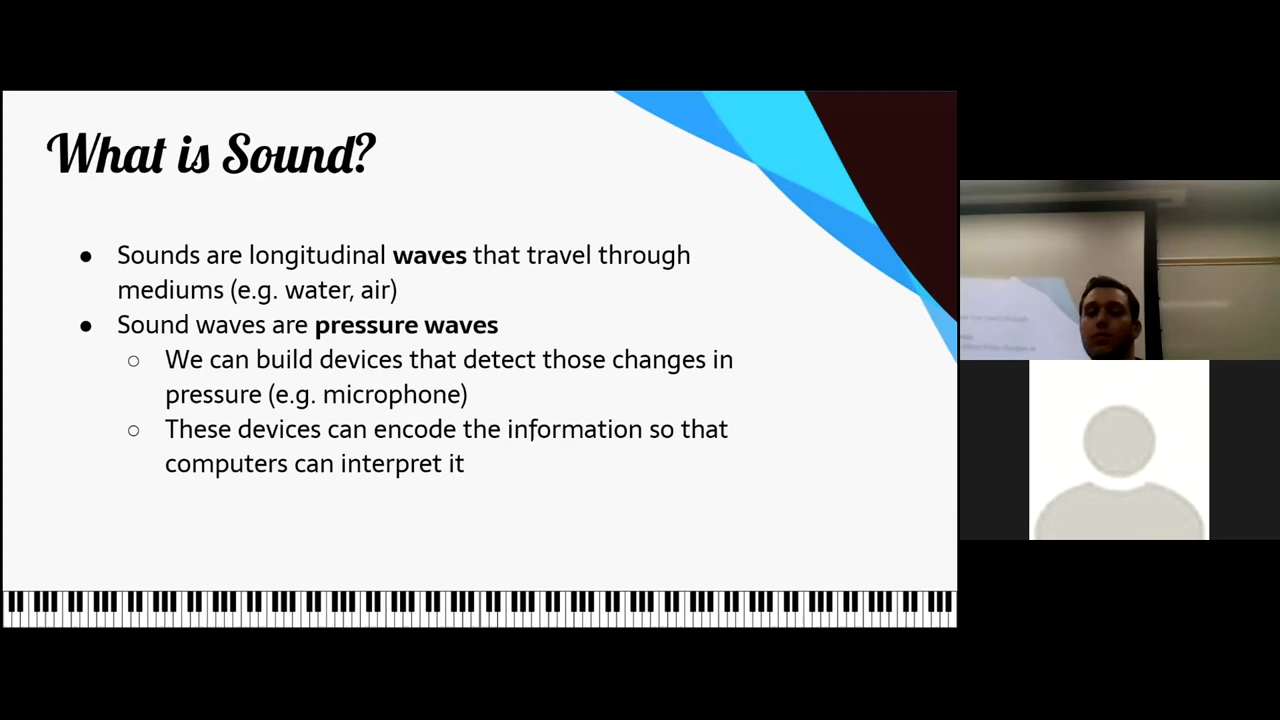 What is Sound?
● Sounds are longitudinal waves that travel through
mediums (e.g. water, air)
● Sound waves are pressure waves
○ We can build devices that detect those changes in
pressure (e.g. microphone)
○ These devices can encode the information so that
computers can interpret it